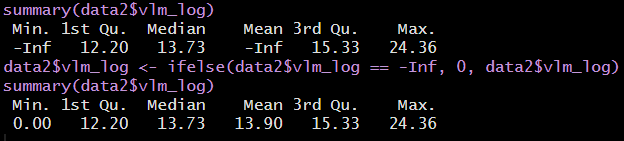 summary(data2$vlm_log)
Min. 1st Qu. Median Mean 3rd Qu. Max.
-Inf 12.20 13.73 -Inf 15.33 24.36
data2$vlm_log <- ifelse(data2$vlm_log == -Inf, 0, data2$vlm_log)
summary(data2$vlm_log)
Min. 1st Qu. Median Mean 3rd Qu. Max.
0.00 12.20 13.73 13.90 15.33 24.36